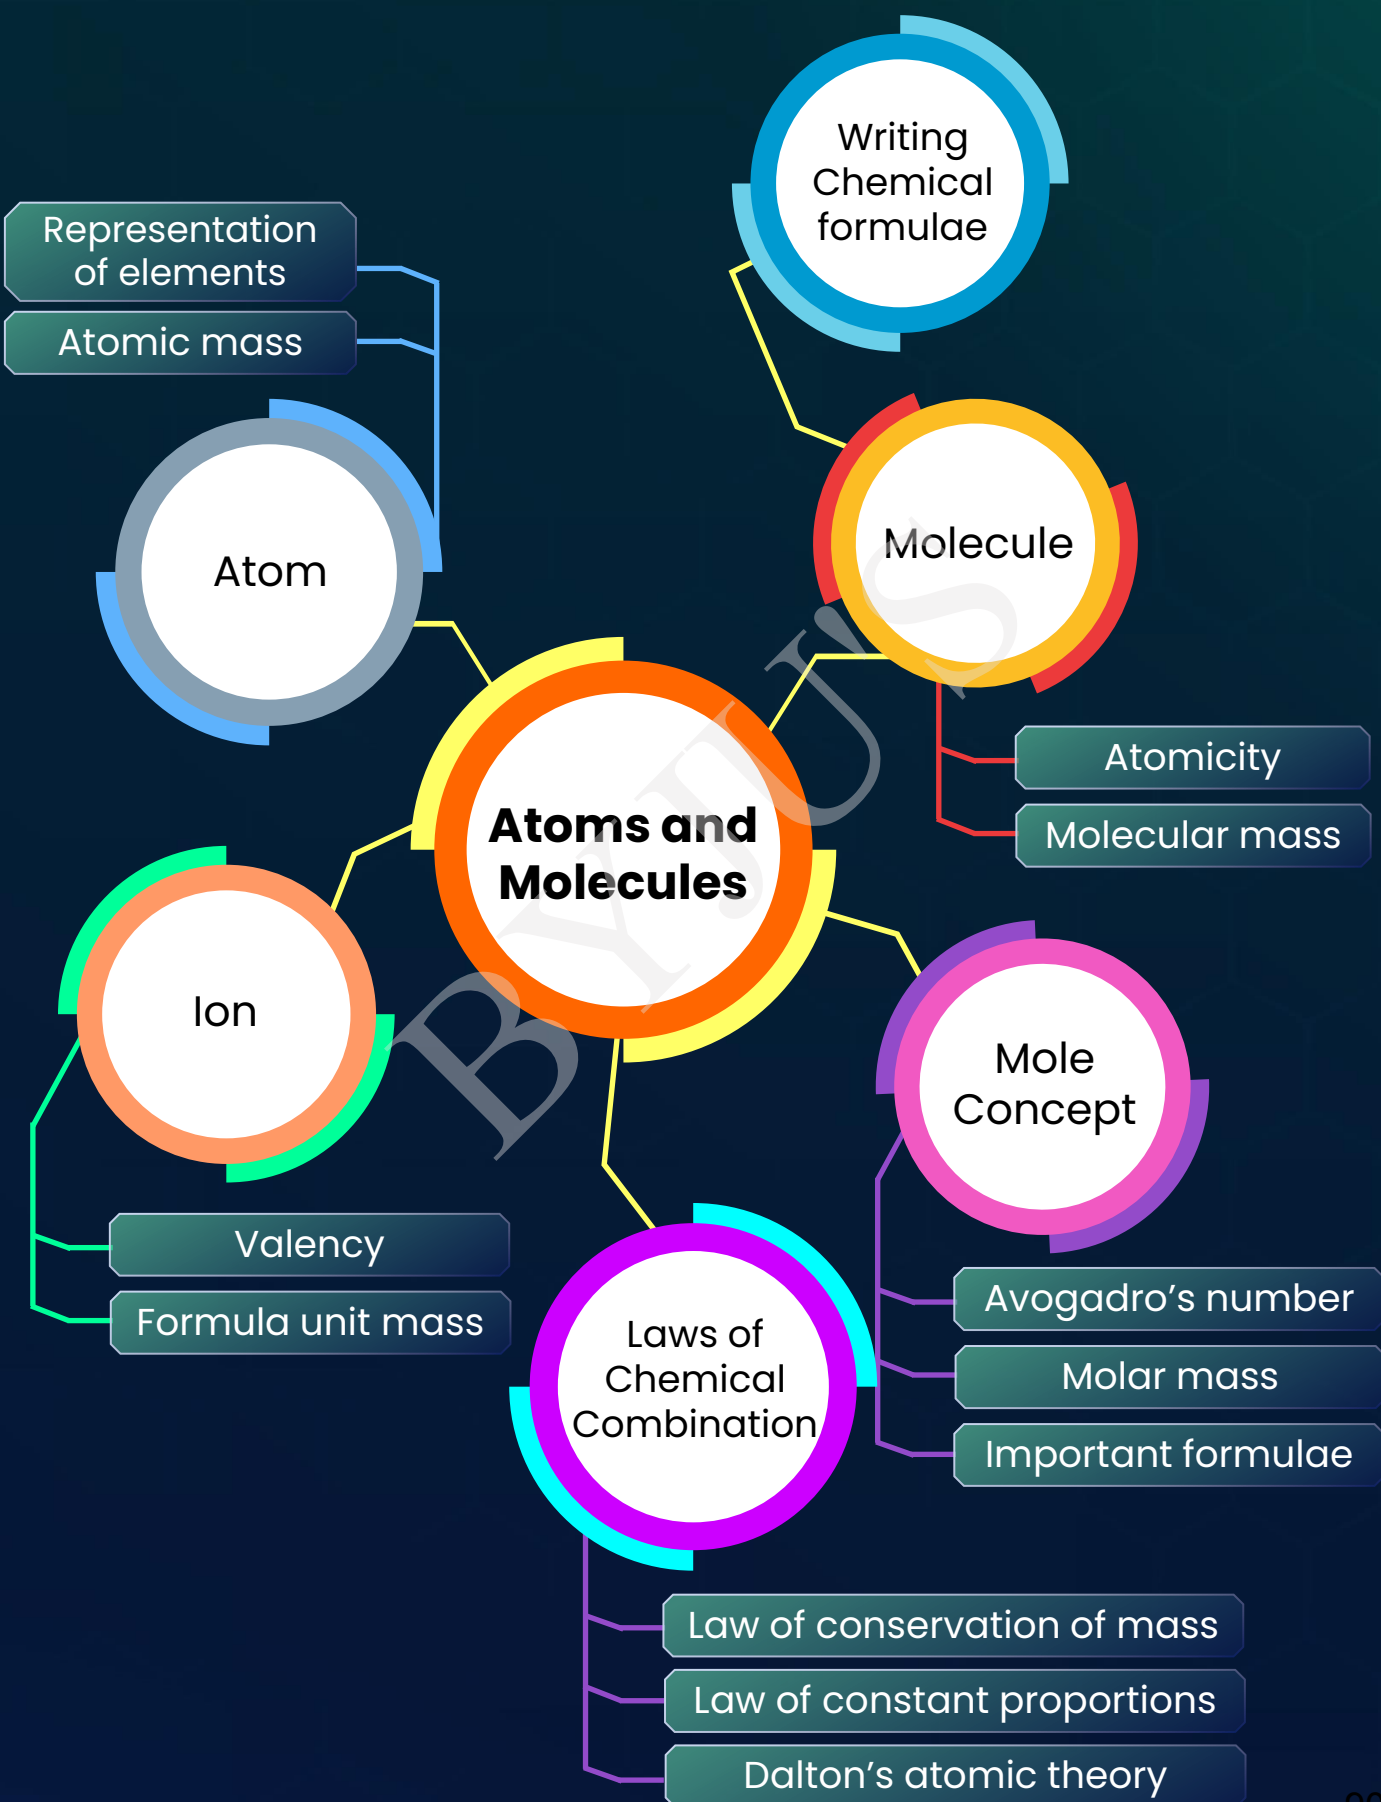 Writing
Chemical
formulae
Representation
of elements
Atomic mass
Atom
Molecule
Atomicity
Molecular mass
Atoms and
Molecules
BYJU'S
Ion
Mole
Concept
Valency
Formula unit mass
Avogadro's number
Molar mass
Important formulae
Laws of
Chemical
Combination
Law of conservation of mass
Law of constant proportions
Dalton's atomic theory